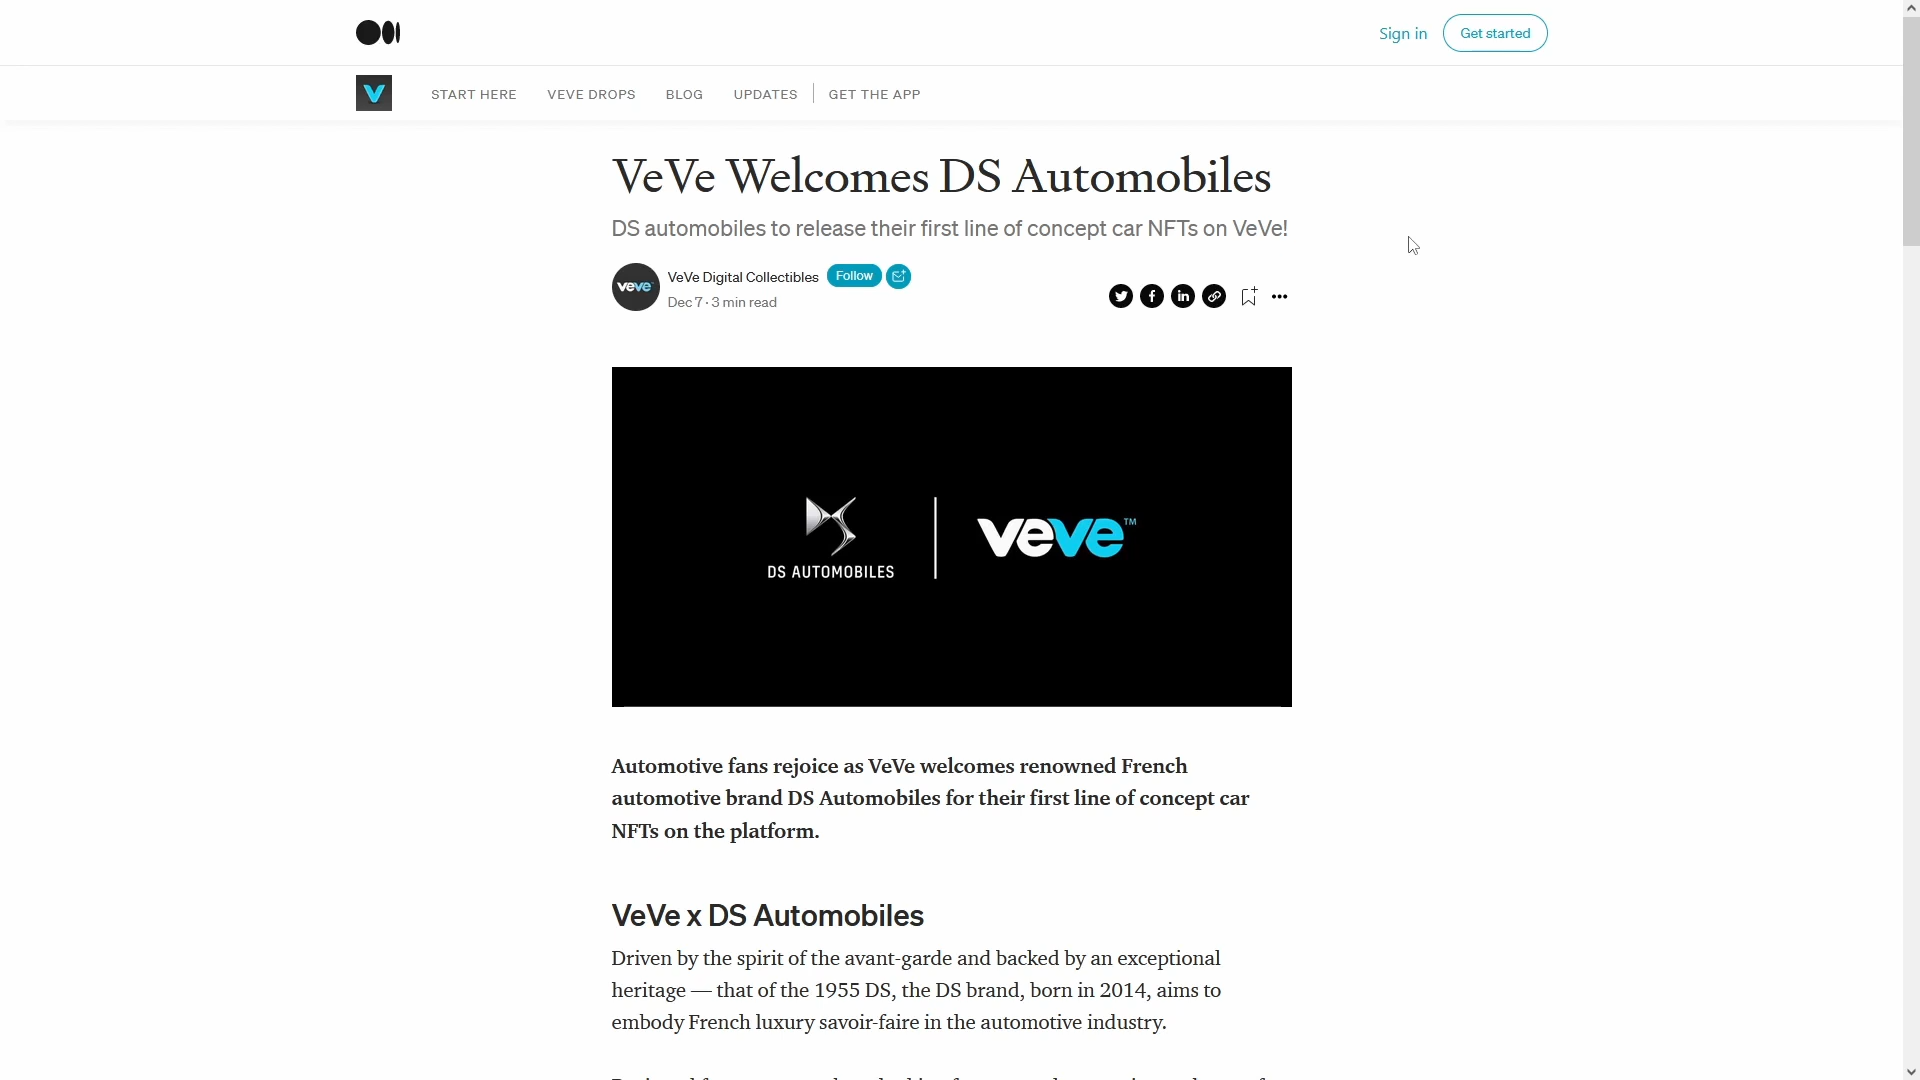 Sign in
Get started
V
START HERE
VEVE DROPS
BLOG
UPDATES
GET THE APP
VeVe Welcomes DS Automobiles
DS automobiles to release their first line of concept car NFTs on VeVe!
veve
VeVe Digital Collectibles
Follow
Dec 7 · 3 min read
DS AUTOMOBILES
veve™
Automotive fans rejoice as VeVe welcomes renowned French
automotive brand DS Automobiles for their first line of concept car
NFTs on the platform.
VeVe x DS Automobiles
Driven by the spirit of the avant-garde and backed by an exceptional
heritage — that of the 1955 DS, the DS brand, born in 2014, aims to
embody French luxury savoir-faire in the automotive industry.